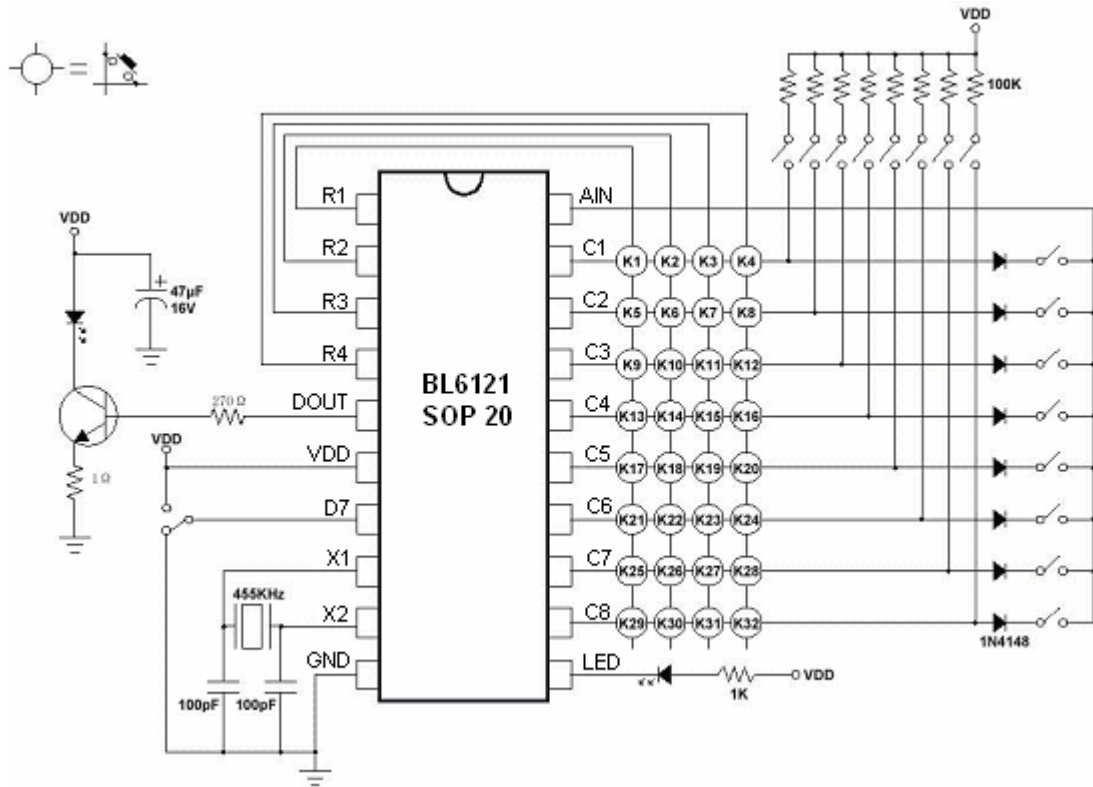 VDD
100K
R1
AIN
VDD
R2
C1
K1 K2 K3 K4
47μF
16V
R3
C2
K5 K6 K7 K8
R4
C3
K9 K10 K11 K12
BL6121
SOP 20
270 Ω
DOUT
C4
K13 K14 K15 K16
VDD
VDD
C5
K17 K18 K19 K20
1 Ω
D7
C6
K21 K22 K23 K24
X1
C7
K25 K26 K27 K28
455KHz
X2
C8
K29 K30 K31 K32
1N4148
GND
LED
1K
VDD
100pF
100pF